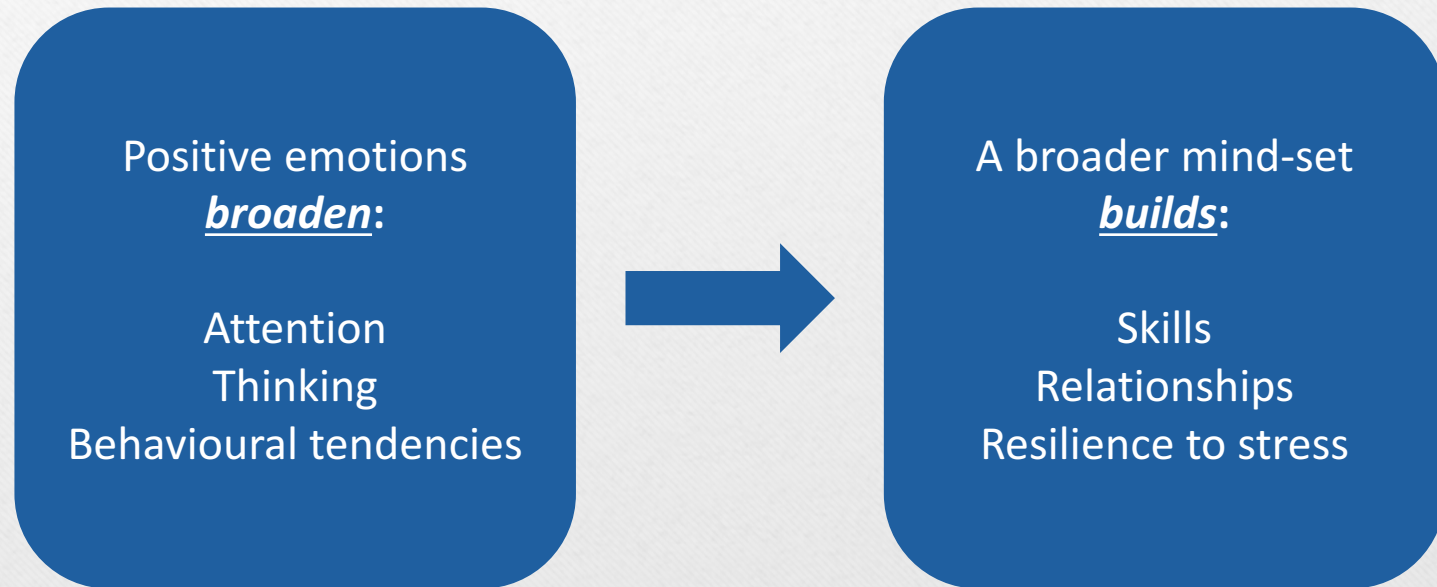 Positive emotions
broaden:
Attention
Thinking
Behavioural tendencies
A broader mind-set
builds:
Skills
Relationships
Resilience to stress